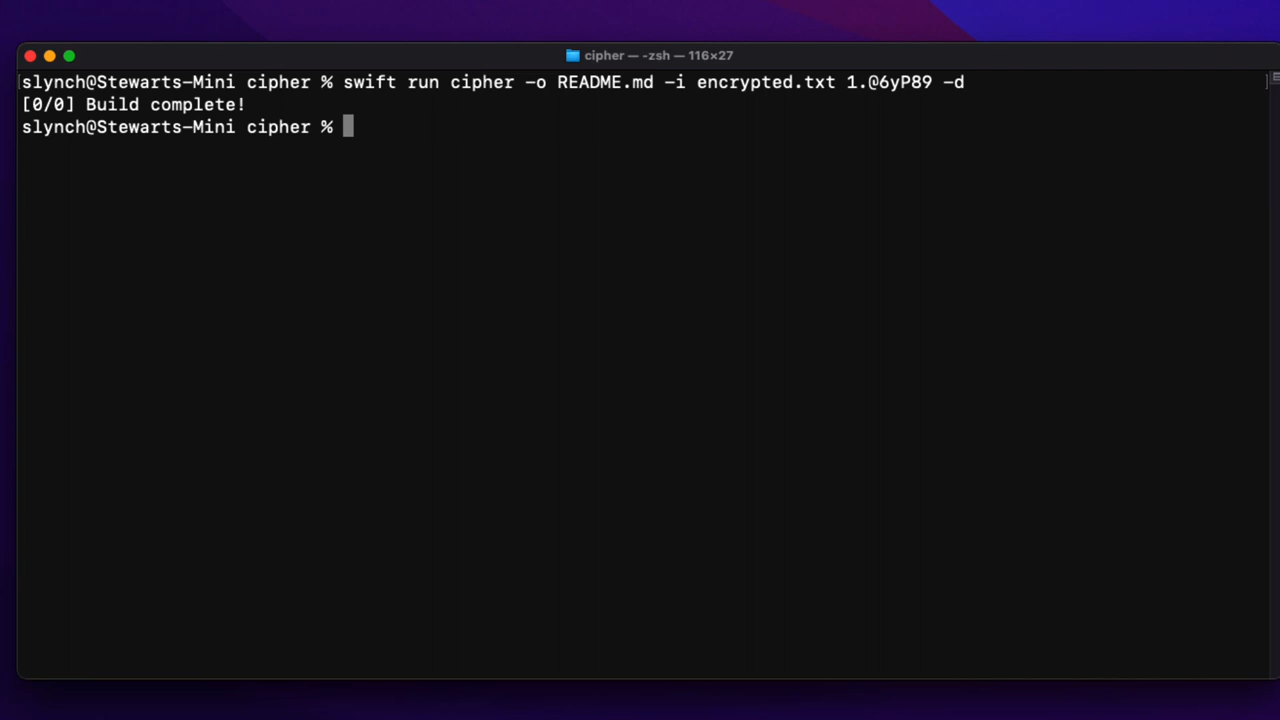 cipher — -zsh — 116×27
[slynch@Stewarts-Mini cipher % swift run cipher -o README.md -i encrypted.txt 1.@6yP89 -d ]
[0/0] Build complete!
slynch@Stewarts-Mini cipher %